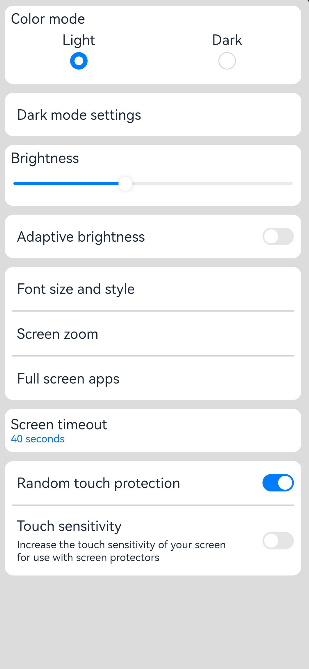 Color mode
Light
Dark
Dark mode settings
Brightness
Adaptive brightness
Font size and style
Screen zoom
Full screen apps
Screen timeout
40 seconds
Random touch protection
Touch sensitivity
Increase the touch sensitivity of your screen
for use with screen protectors